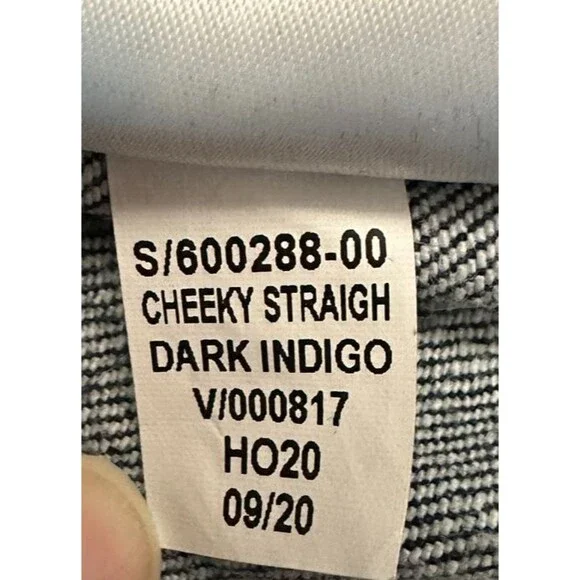 S/600288-00
CHEEKY STRAIGH
DARK INDIGO
V/000817
HO20
09/20